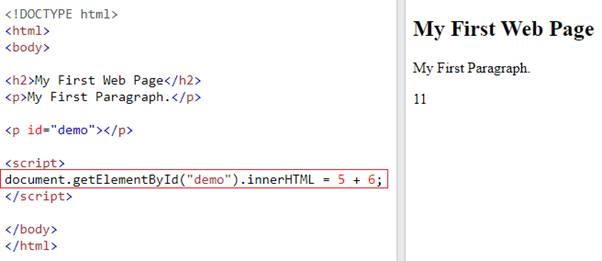 <!DOCTYPE html>
<html>
<body>
<h2>My First Web Page</h2>
<p>My First Paragraph.</p>
<p id="demo"></p>
<script>
document.getElementById("demo").innerHTML = 5 + 6;
</script>
</body>
</html>
My First Web Page
My First Paragraph.
11